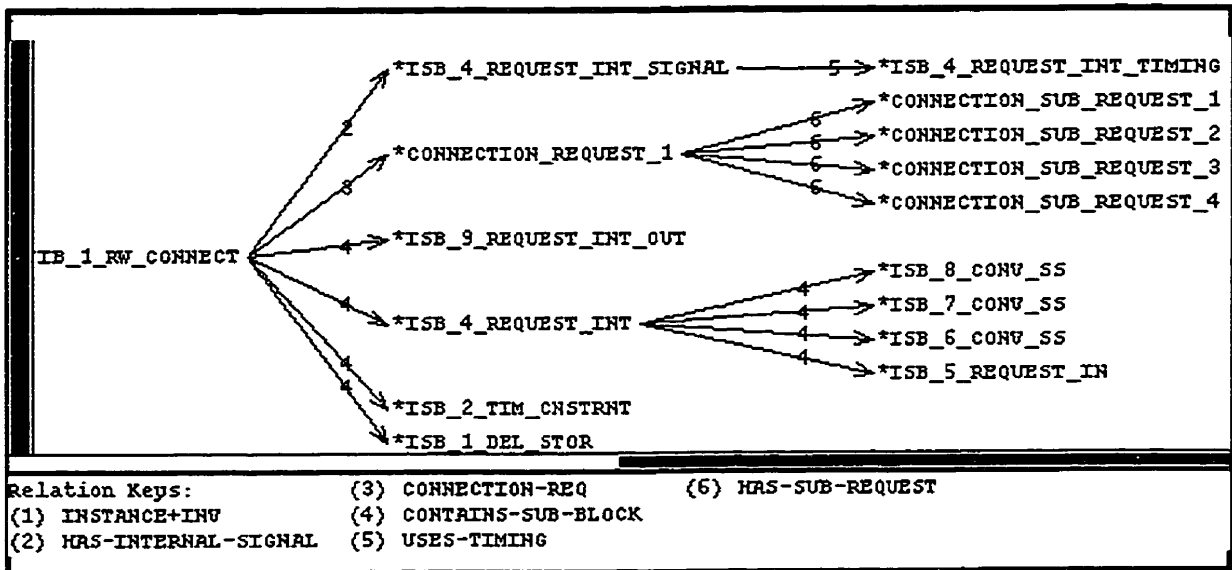 *ISB_4_REQUEST_INT_SIGNAL 5 *ISB_4_REQUEST_INT_TIMING
*CONNECTION_SUB_REQUEST_1
2 6
*CONNECTION_SUB_REQUEST_2
6
*CONNECTION_REQUEST_1
*CONNECTION_SUB_REQUEST_3
3 6
*CONNECTION_SUB_REQUEST_4
6
*ISB_9_REQUEST_INT_OUT
4
IB_1_RW_CONNECT
*ISB_8_CONV_SS
4
*ISB_7_CONV_SS
4 4
*ISB_4_REQUEST_INT
*ISB_6_CONV_SS
4
*ISB_5_REQUEST_IN
4 4
*ISB_2_TIM_CNSTRNT
4
*ISB_1_DEL_STOR
Relation Keys: (3) CONNECTION-REQ (6) HAS-SUB-REQUEST
(1) INSTANCE+INV (4) CONTAINS-SUB-BLOCK
(2) HAS-INTERNAL-SIGNAL (5) USES-TIMING